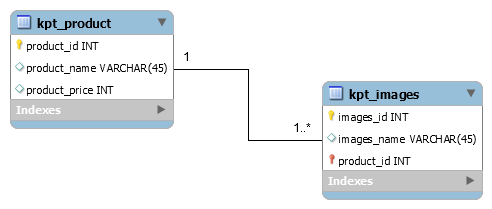 kpt_product
product_id INT
product_name VARCHAR(45)
product_price INT
Indexes
1
1..*
kpt_images
images_id INT
images_name VARCHAR(45)
product_id INT
Indexes